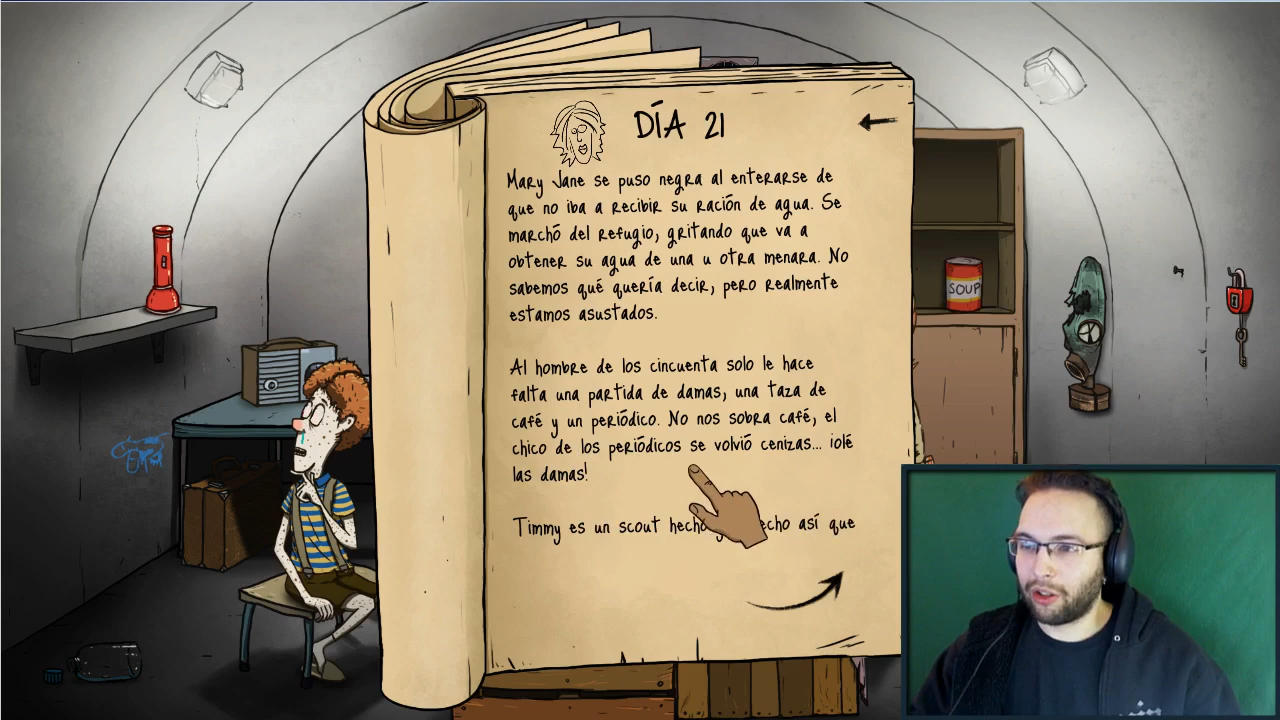 DÍA 21
Mary Jane se puso negra al enterarse de
que no iba a recibir su ración de agua. Se
marchó del refugio, gritando que va a
obtener su agua de una u otra menara. No
sabemos qué quería decir, pero realmente
estamos asustados.
Al hombre de los cincuenta solo le hace
falta una partida de damas, una taza de
café y un periódico. No nos sobra café, el
chico de los periódicos se volvió cenizas... ¡olé
las damas!
Timmy es un scout hecho y echo así que
SOUP